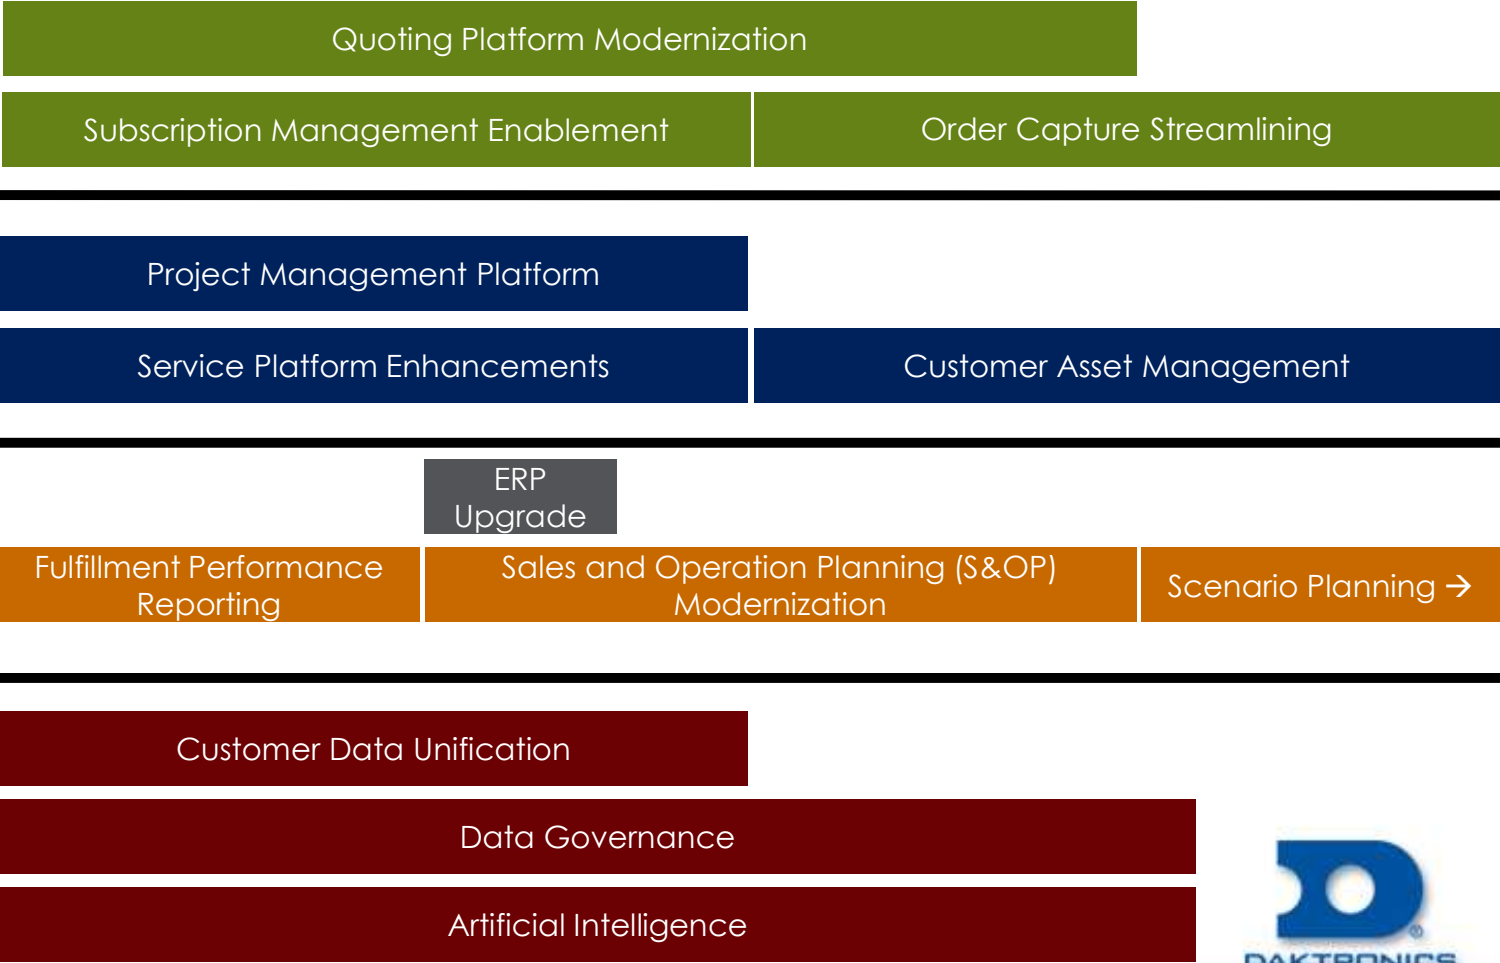 Quoting Platform Modernization
Subscription Management Enablement
Order Capture Streamlining
Project Management Platform
Service Platform Enhancements
Customer Asset Management
ERP
Upgrade
Fulfillment Performance
Reporting
Sales and Operation Planning (S&OP)
Modernization
Scenario Planning →
Customer Data Unification
Data Governance
Artificial Intelligence
DAKTRONICS